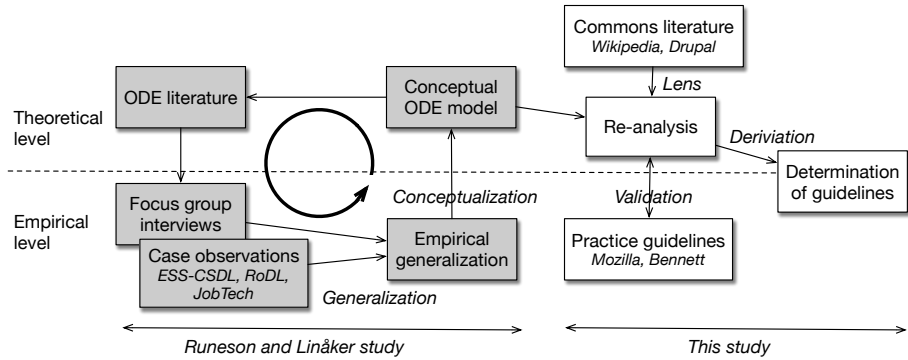 Commons literature
Wikipedia, Drupal
ODE literature
Conceptual
ODE model
Lens
Theoretical
level
Re-analysis
Deriviation
Determination
of guidelines
Empirical
level
Focus group
interviews
Conceptualization
Validation
Case observations
ESS-CSDL, RoDL,
JobTech
Empirical
generalization
Practice guidelines
Mozilla, Bennett
Generalization
Runeson and Linåker study
This study